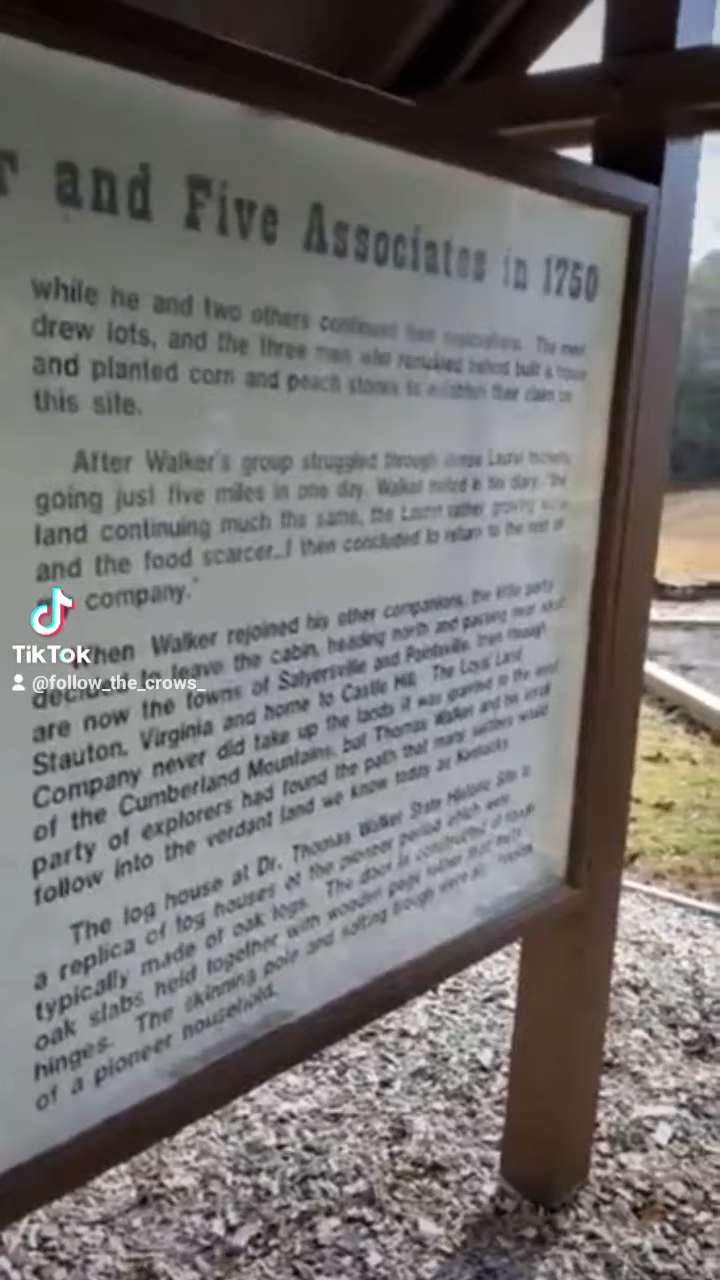 and Five Associates in 1750
while he and two others continued their explorations. The men
drew lots, and the three men who remained behind built a house
and planted corn and peach stones to establish their claim on
this site.
After Walker's group struggled through dense Laurel thickets,
going just five miles in one day, Walker noted in his diary, "the
land continuing much the same, the Laurel rather growing
and the food scarcer...I then concluded to return to the rest of
company."
When Walker rejoined his other companions, the little party
decided to leave the cabin, heading north and passing near what
are now the towns of Salyersville and Paintsville, then through
Stauton, Virginia and home to Castle Hill. The Loyal Land
Company never did take up the lands it was granted to the west
of the Cumberland Mountains, but Thomas Walker and his
party of explorers had found the path that many settlers would
follow into the verdant land we know today as Kentucky.
The log house at Dr. Thomas Walker State Historic Site is
a replica of log houses of the pioneer period which were
typically made of oak logs. The door is constructed of
oak slabs held together with wooden pegs rather than
hinges. The skinning pole and salting trough were all
of a pioneer household.
TikTok
@follow_the_crows_